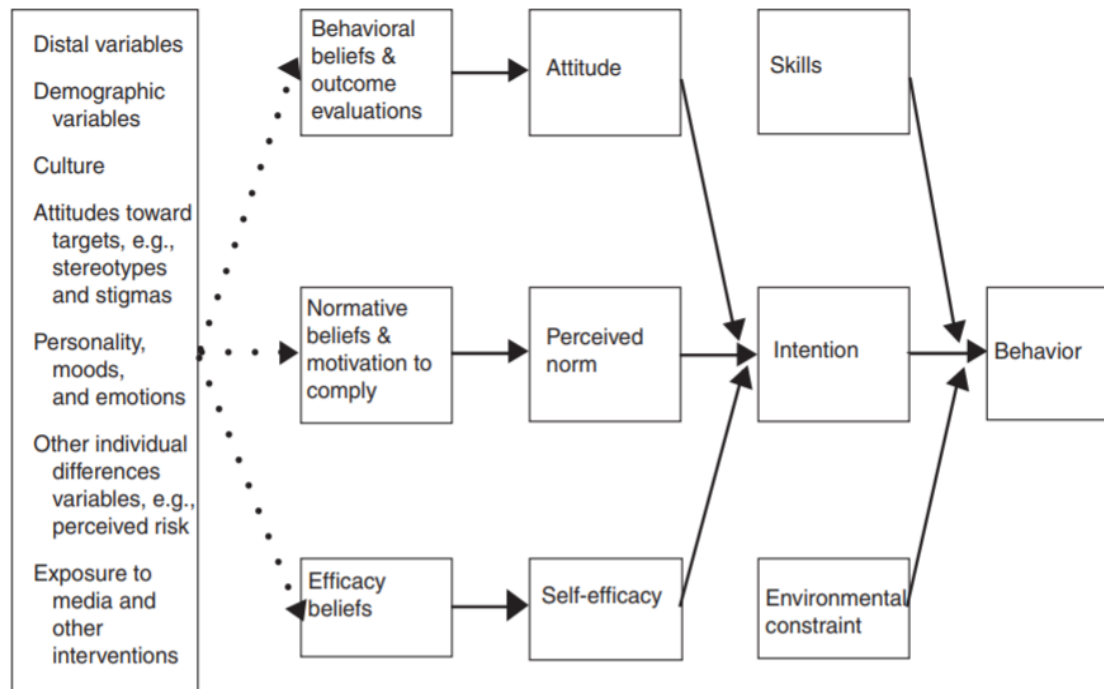 Distal variables
Demographic
variables
Culture
Attitudes toward
targets, e.g.,
stereotypes
and stigmas
Personality,
moods,
and emotions
Other individual
differences
variables, e.g.,
perceived risk
Exposure to
media and
other
interventions
Behavioral
beliefs &
outcome
evaluations
Attitude
Skills
Normative
beliefs &
motivation to
comply
Perceived
norm
Intention
Behavior
Efficacy
beliefs
Self-efficacy
Environmental
constraint